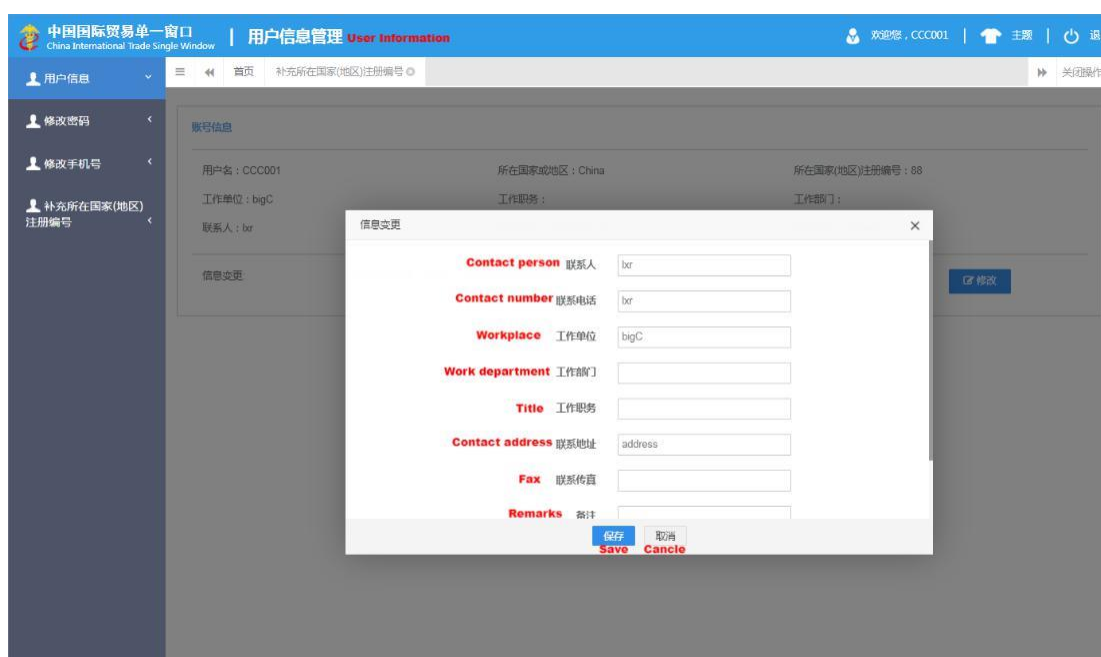 中国国际贸易单一窗口
China International Trade Single Window
用户信息管理 User Information
欢迎您，CCC001
主题
退
用户信息
首页
补充所在国家(地区)注册编号
关闭操作
修改密码
修改手机号
补充所在国家(地区)
注册编号
账号信息
用户名：CCC001
所在国家或地区：China
所在国家(地区)注册编号：88
工作单位：bigC
工作职务：
工作部门：
联系人：lxr
信息变更
修改
信息变更
Contact person 联系人 lxr
Contact number 联系电话 lxr
Workplace 工作单位 bigC
Work department 工作部门
Title 工作职务
Contact address 联系地址 address
Fax 联系传真
Remarks 备注
保存 取消
Save Cancle